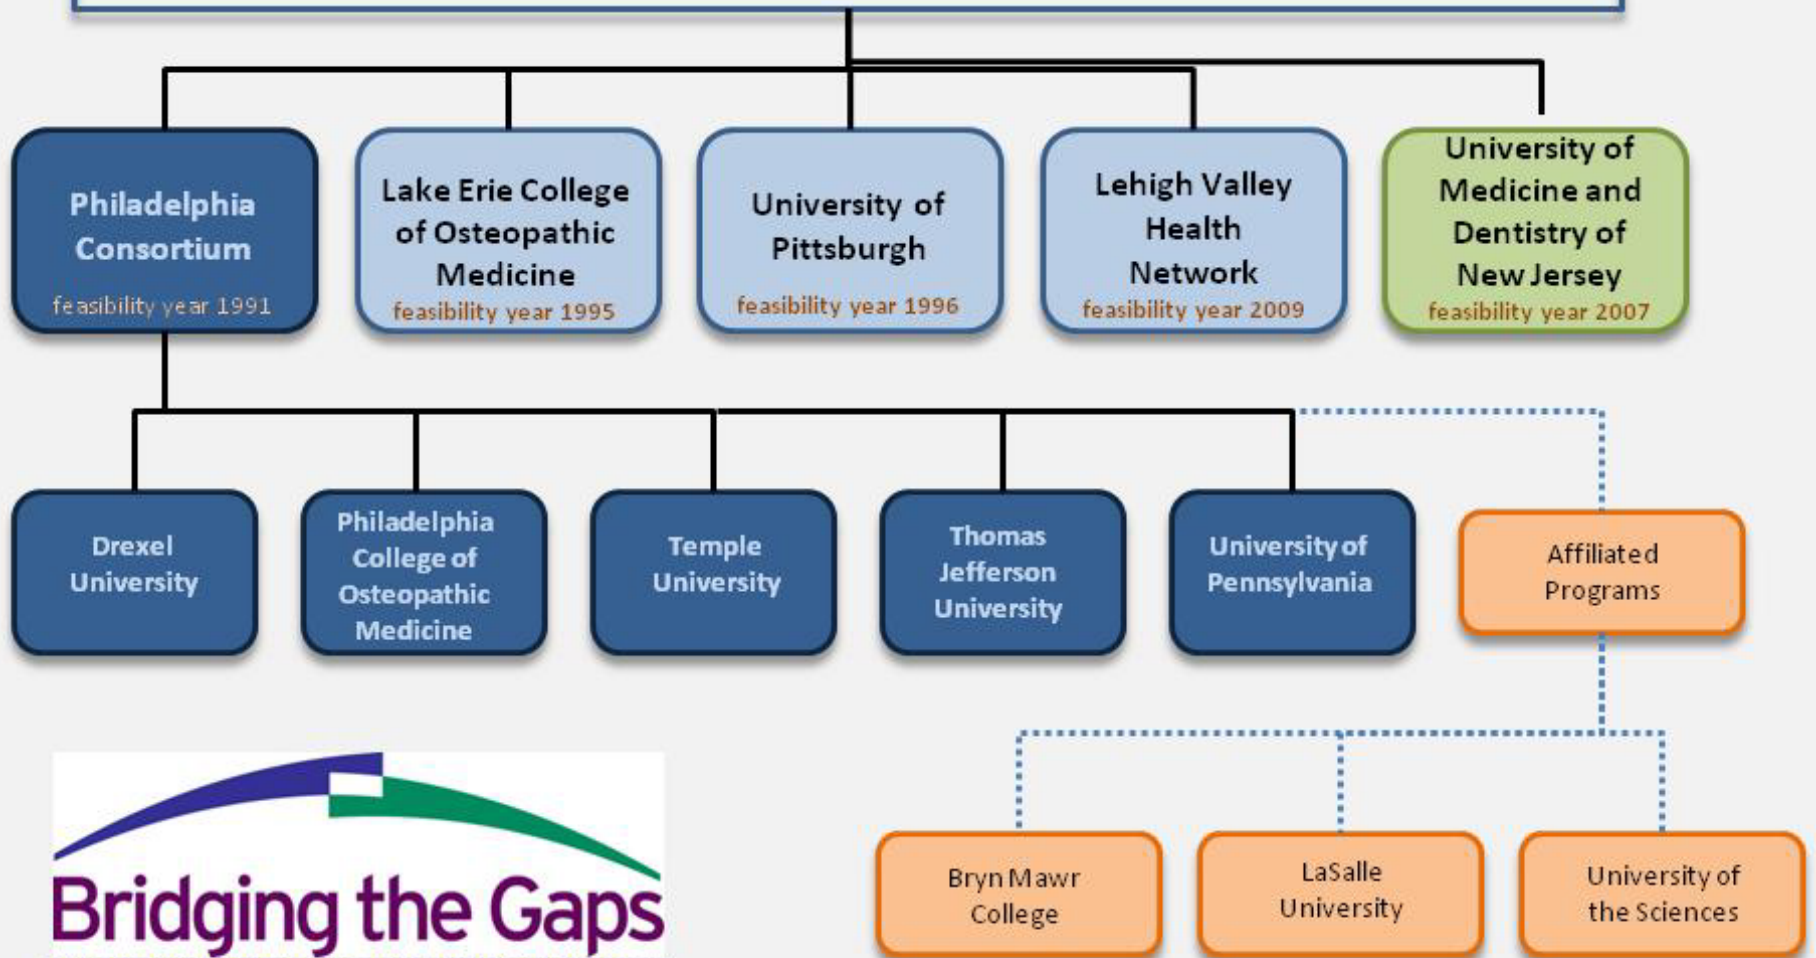 Philadelphia
Consortium
feasibility year 1991
Lake Erie College
of Osteopathic
Medicine
feasibility year 1995
University of
Pittsburgh
feasibility year 1996
Lehigh Valley
Health
Network
feasibility year 2009
University of
Medicine and
Dentistry of
New Jersey
feasibility year 2007
Drexel
University
Philadelphia
College of
Osteopathic
Medicine
Temple
University
Thomas
Jefferson
University
University of
Pennsylvania
Affiliated
Programs
Bryn Mawr
College
LaSalle
University
University of
the Sciences
Bridging the Gaps